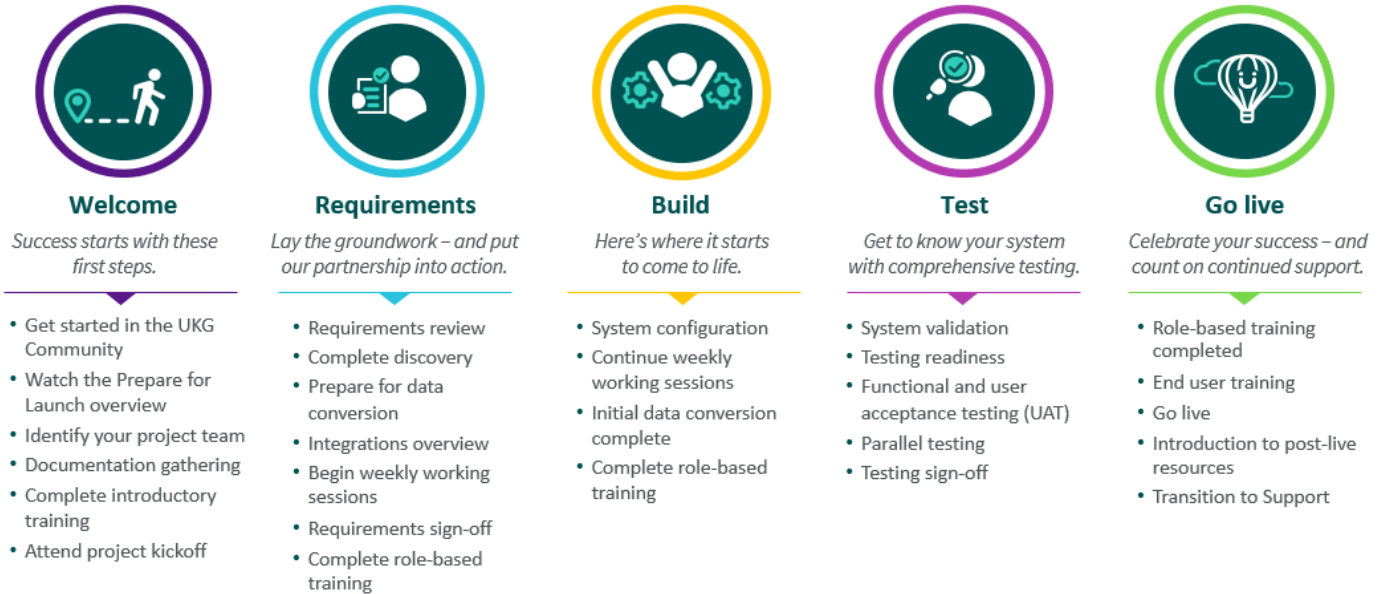 Welcome
Success starts with these
first steps.
• Get started in the UKG
Community
• Watch the Prepare for
Launch overview
• Identify your project team
• Documentation gathering
• Complete introductory
training
• Attend project kickoff
Requirements
Lay the groundwork – and put
our partnership into action.
• Requirements review
• Complete discovery
• Prepare for data
conversion
• Integrations overview
• Begin weekly working
sessions
• Requirements sign-off
• Complete role-based
training
Build
Here’s where it starts
to come to life.
• System configuration
• Continue weekly
working sessions
• Initial data conversion
complete
• Complete role-based
training
Test
Get to know your system
with comprehensive testing.
• System validation
• Testing readiness
• Functional and user
acceptance testing (UAT)
• Parallel testing
• Testing sign-off
Go live
Celebrate your success – and
count on continued support.
• Role-based training
completed
• End user training
• Go live
• Introduction to post-live
resources
• Transition to Support